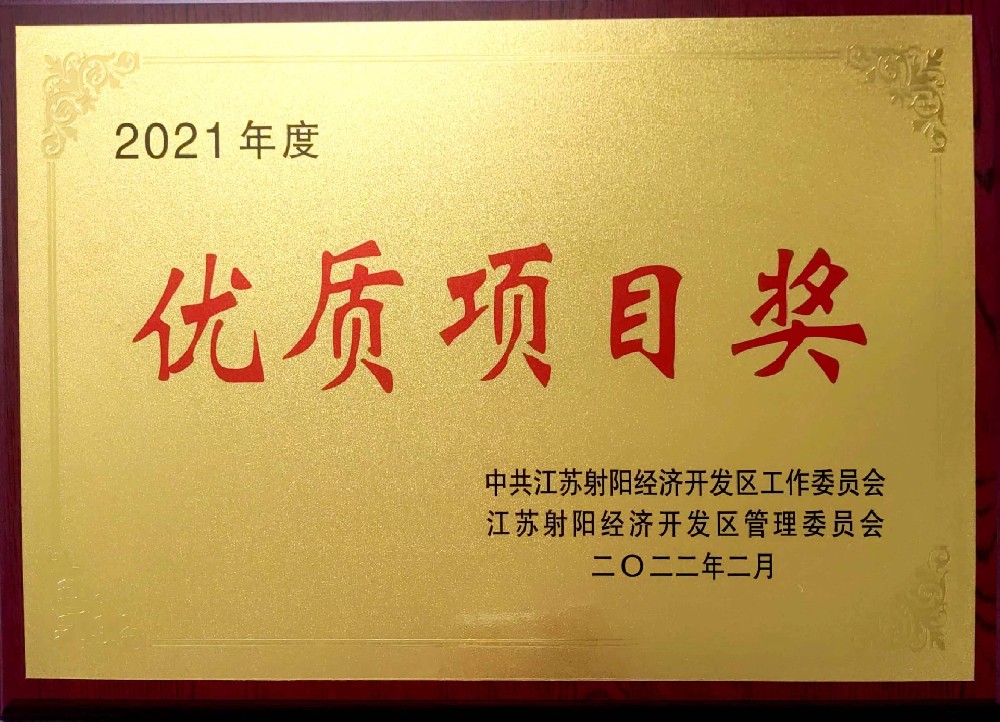 2021年度
优质项目奖
中共江苏射阳经济开发区工作委员会
江苏射阳经济开发区管理委员会
二〇二二年二月